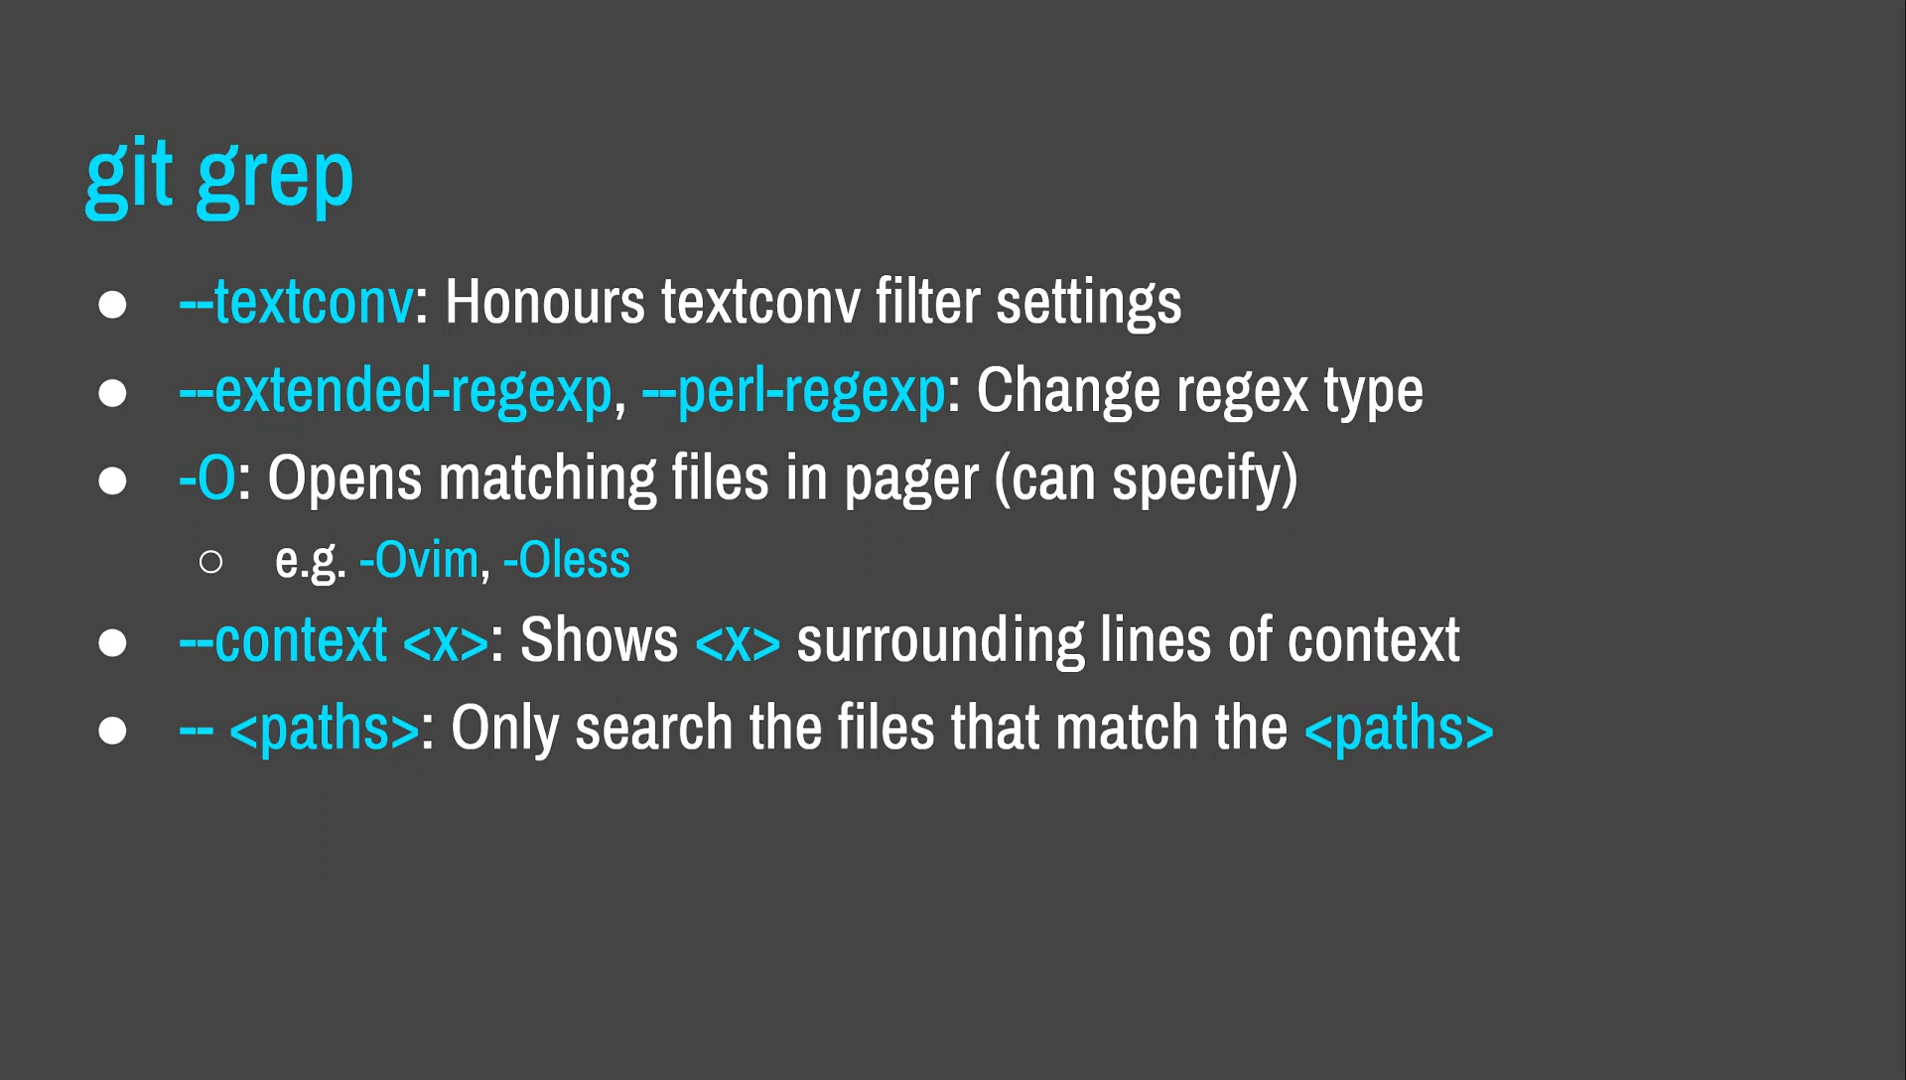 git grep
● --textconv: Honours textconv filter settings
● --extended-regexp, --perl-regexp: Change regex type
● -O: Opens matching files in pager (can specify)
○ e.g. -Ovim, -Oless
● --context <x>: Shows <x> surrounding lines of context
● -- <paths>: Only search the files that match the <paths>